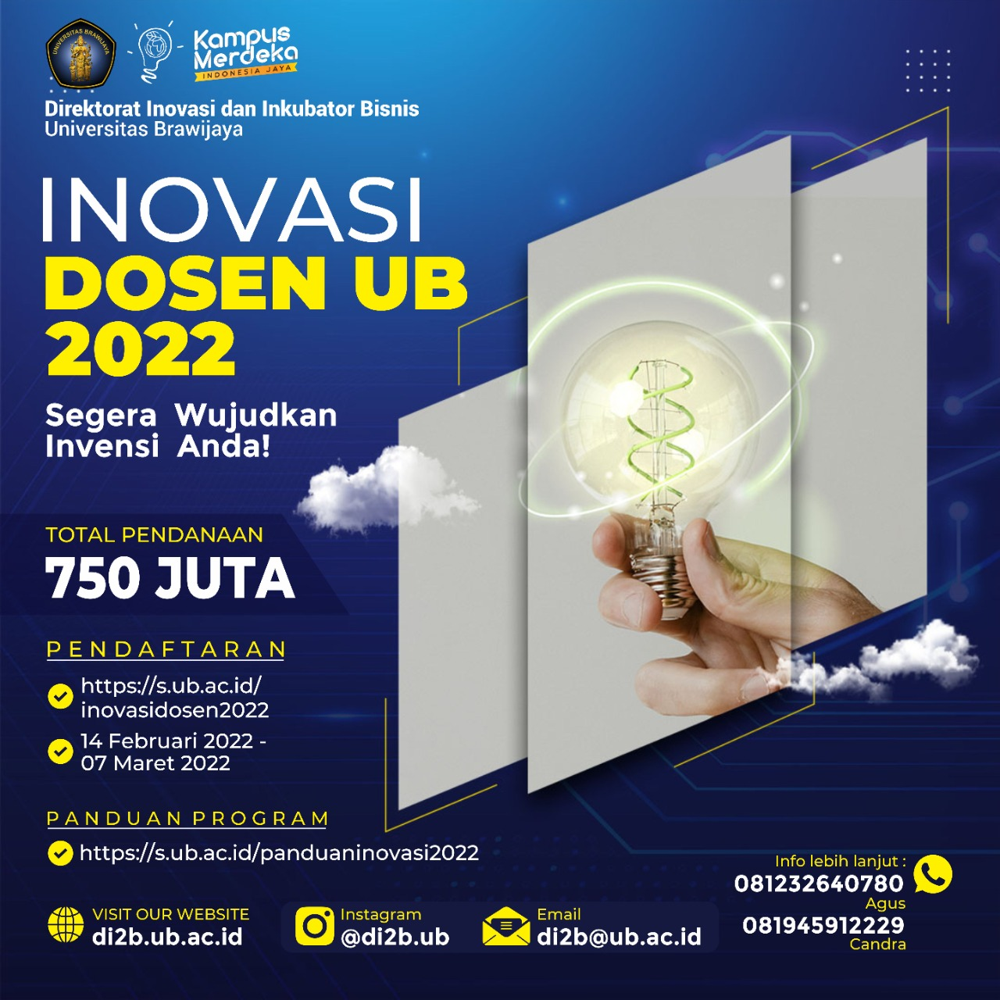 UNIVERSITAS BRAWIJAYA
Kampus
Merdeka
INDONESIA JAYA
Direktorat Inovasi dan Inkubator Bisnis
Universitas Brawijaya
INOVASI
DOSEN UB
2022
Segera Wujudkan
Invensi Anda!
TOTAL PENDANAAN
750 JUTA
PENDAFTARAN
https://s.ub.ac.id/
inovasidosen2022
14 Februari 2022 -
07 Maret 2022
PANDUAN PROGRAM
https://s.ub.ac.id/panduaninovasi2022
VISIT OUR WEBSITE
di2b.ub.ac.id
Instagram
@di2b.ub
Email
di2b@ub.ac.id
Info lebih lanjut :
081232640780
Agus
081945912229
Candra